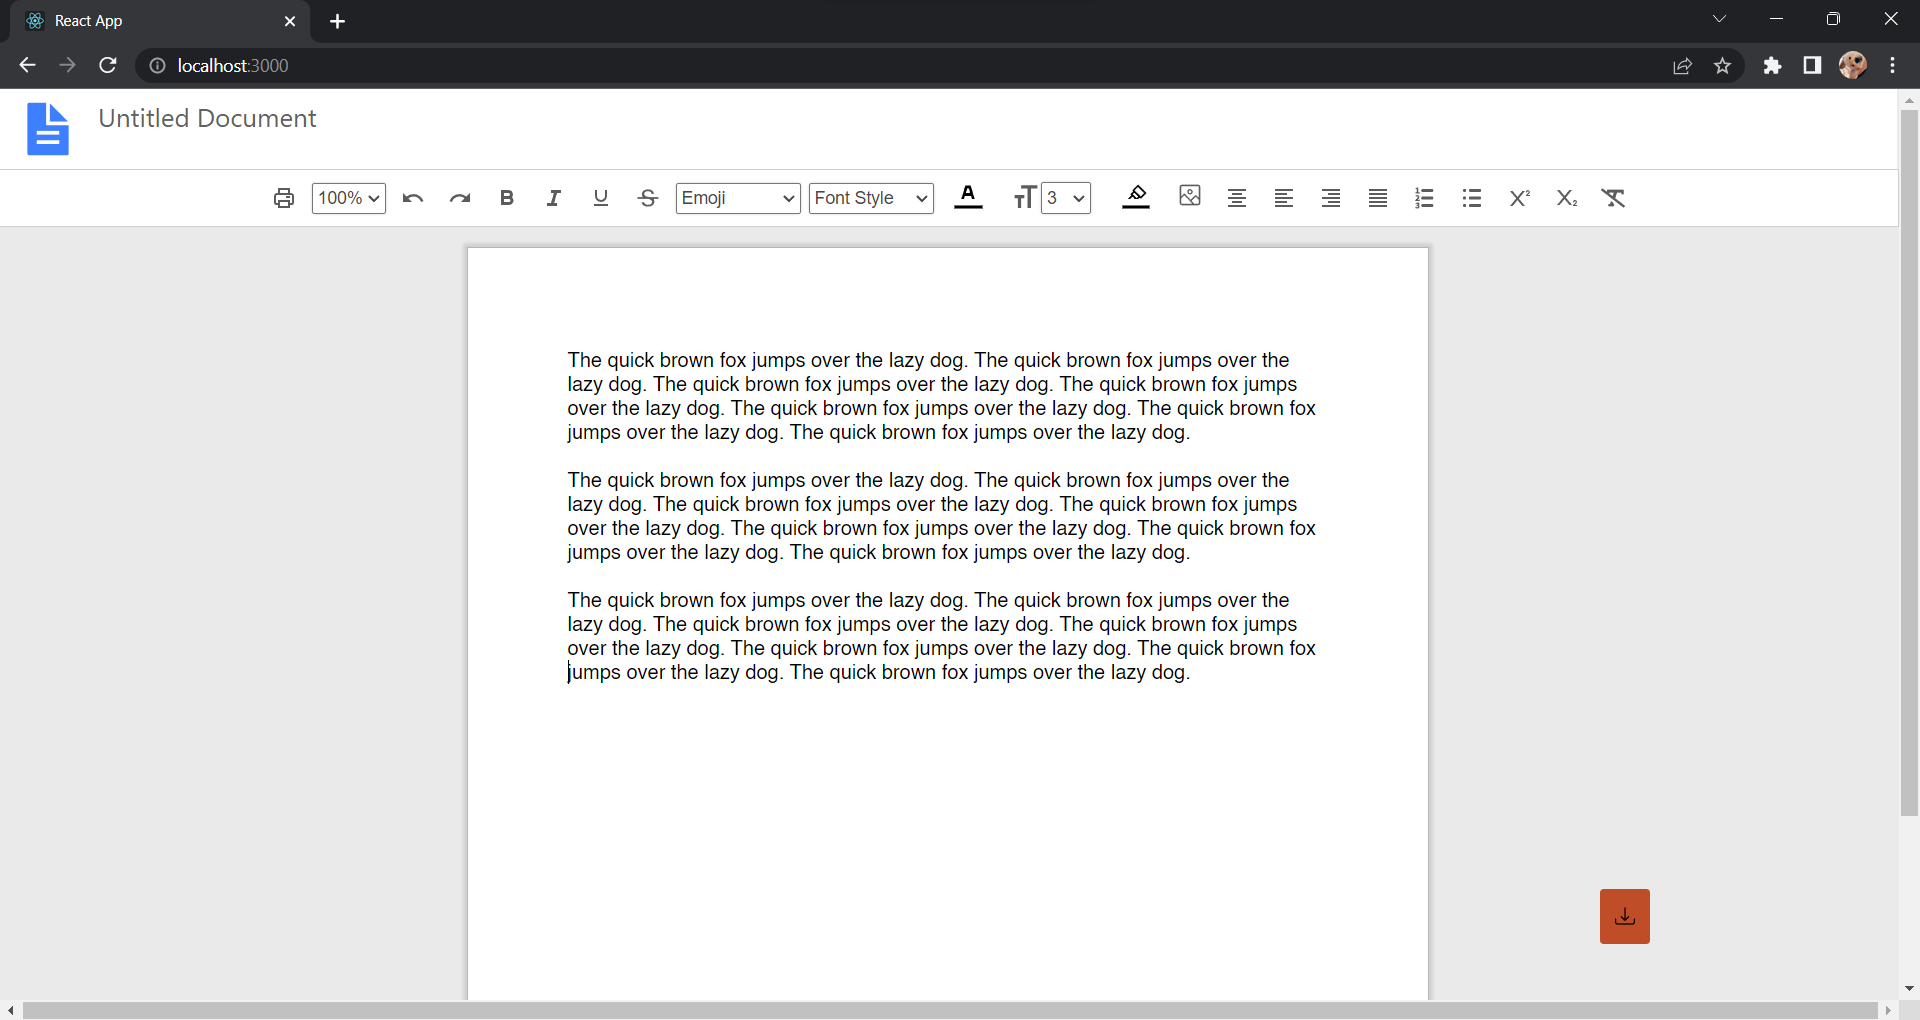 React App
localhost:3000
Untitled Document
100% B I U S Emoji Font Style A TT 3 X² X₂
The quick brown fox jumps over the lazy dog. The quick brown fox jumps over the
lazy dog. The quick brown fox jumps over the lazy dog. The quick brown fox jumps
over the lazy dog. The quick brown fox jumps over the lazy dog. The quick brown fox
jumps over the lazy dog. The quick brown fox jumps over the lazy dog.
The quick brown fox jumps over the lazy dog. The quick brown fox jumps over the
lazy dog. The quick brown fox jumps over the lazy dog. The quick brown fox jumps
over the lazy dog. The quick brown fox jumps over the lazy dog. The quick brown fox
jumps over the lazy dog. The quick brown fox jumps over the lazy dog.
The quick brown fox jumps over the lazy dog. The quick brown fox jumps over the
lazy dog. The quick brown fox jumps over the lazy dog. The quick brown fox jumps
over the lazy dog. The quick brown fox jumps over the lazy dog. The quick brown fox
jumps over the lazy dog. The quick brown fox jumps over the lazy dog.